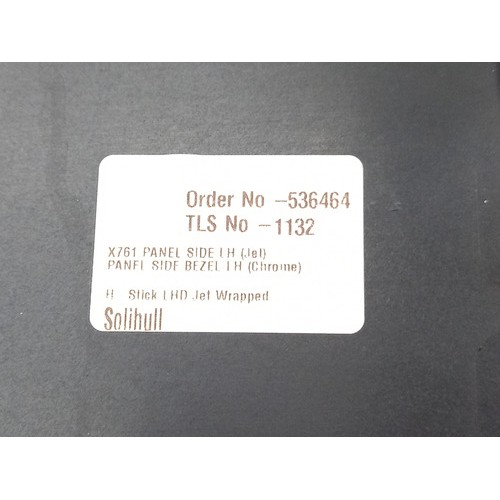 Order No -536464
TLS No -1132
X761 PANEL SIDE LH (Jet)
PANEL SIDE BEZEL LH (Chrome)
H Stick LHD Jet Wrapped
Solihull